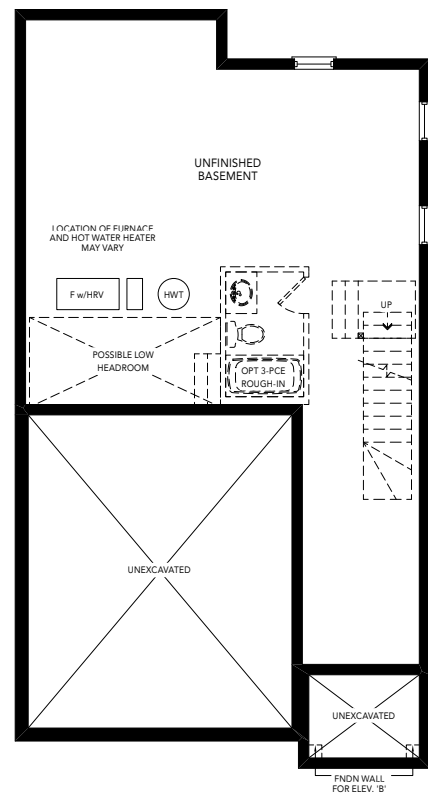 UNFINISHED
BASEMENT
LOCATION OF FURNACE
AND HOT WATER HEATER
MAY VARY
F w/HRV
HWT
UP
POSSIBLE LOW
HEADROOM
OPT 3-PCE
ROUGH-IN
UNEXCAVATED
UNEXCAVATED
FNDN WALL
FOR ELEV. 'B'